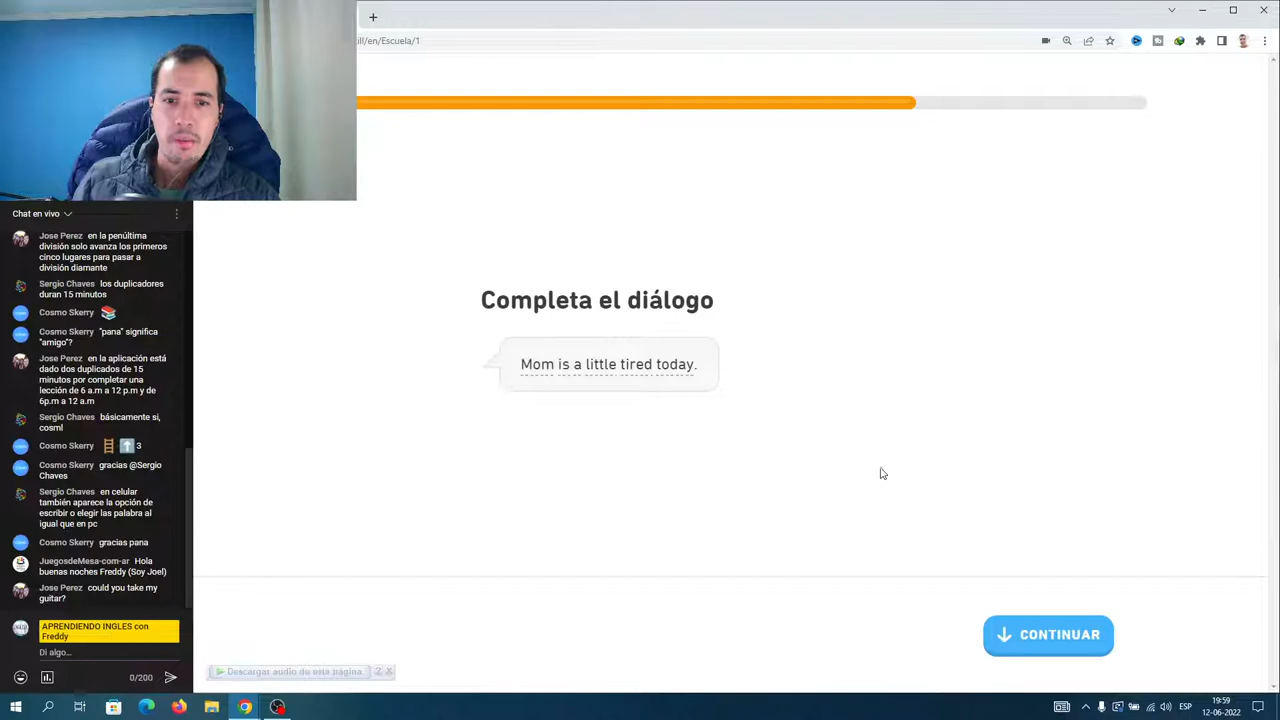 ill/en/Escuela/1
Chat en vivo
Jose Perez en la penúltima
división solo avanza los primeros
cinco lugares para pasar a
división diamante
Sergio Chaves los duplicadores
duran 15 minutos
Cosmo Skerry 📚
Cosmo Skerry "pana" significa
"amigo"?
Jose Perez en la aplicación está
dado dos duplicados de 15
minutos por completar una
lección de 6 a.m a 12 p.m y de
6p.m a 12 a.m
Sergio Chaves básicamente si,
cosml
Cosmo Skerry 🪜 ⬆️ 3
Cosmo Skerry gracias @Sergio
Chaves
Sergio Chaves en celular
también aparece la opción de
escribir o elegir las palabra al
igual que en pc
Cosmo Skerry gracias pana
JuegosdeMesa-com-ar Hola
buenas noches Freddy (Soy Joel)
Jose Perez could you take my
guitar?
APRENDIENDO INGLES con
Freddy
Di algo...
0/200
Completa el diálogo
Mom is a little tired today.
CONTINUAR
Descargar audio de esta página
? X
ESP
19:59
12-06-2022